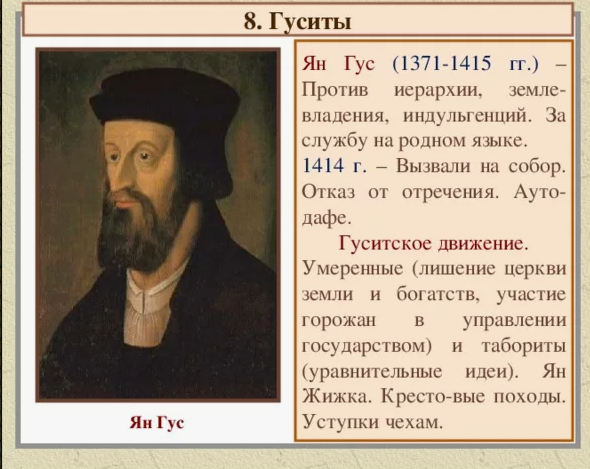 8. Гуситы
Ян Гус (1371-1415 гг.) –
Против иерархии, земле-
владения, индульгенций. За
службу на родном языке.
1414 г. – Вызвали на собор.
Отказ от отречения. Ауто-
дафе.
Гуситское движение.
Умеренные (лишение церкви
земли и богатств, участие
горожан в управлении
государством) и табориты
(уравнительные идеи). Ян
Жижка. Кресто-вые походы.
Уступки чехам.
Ян Гус